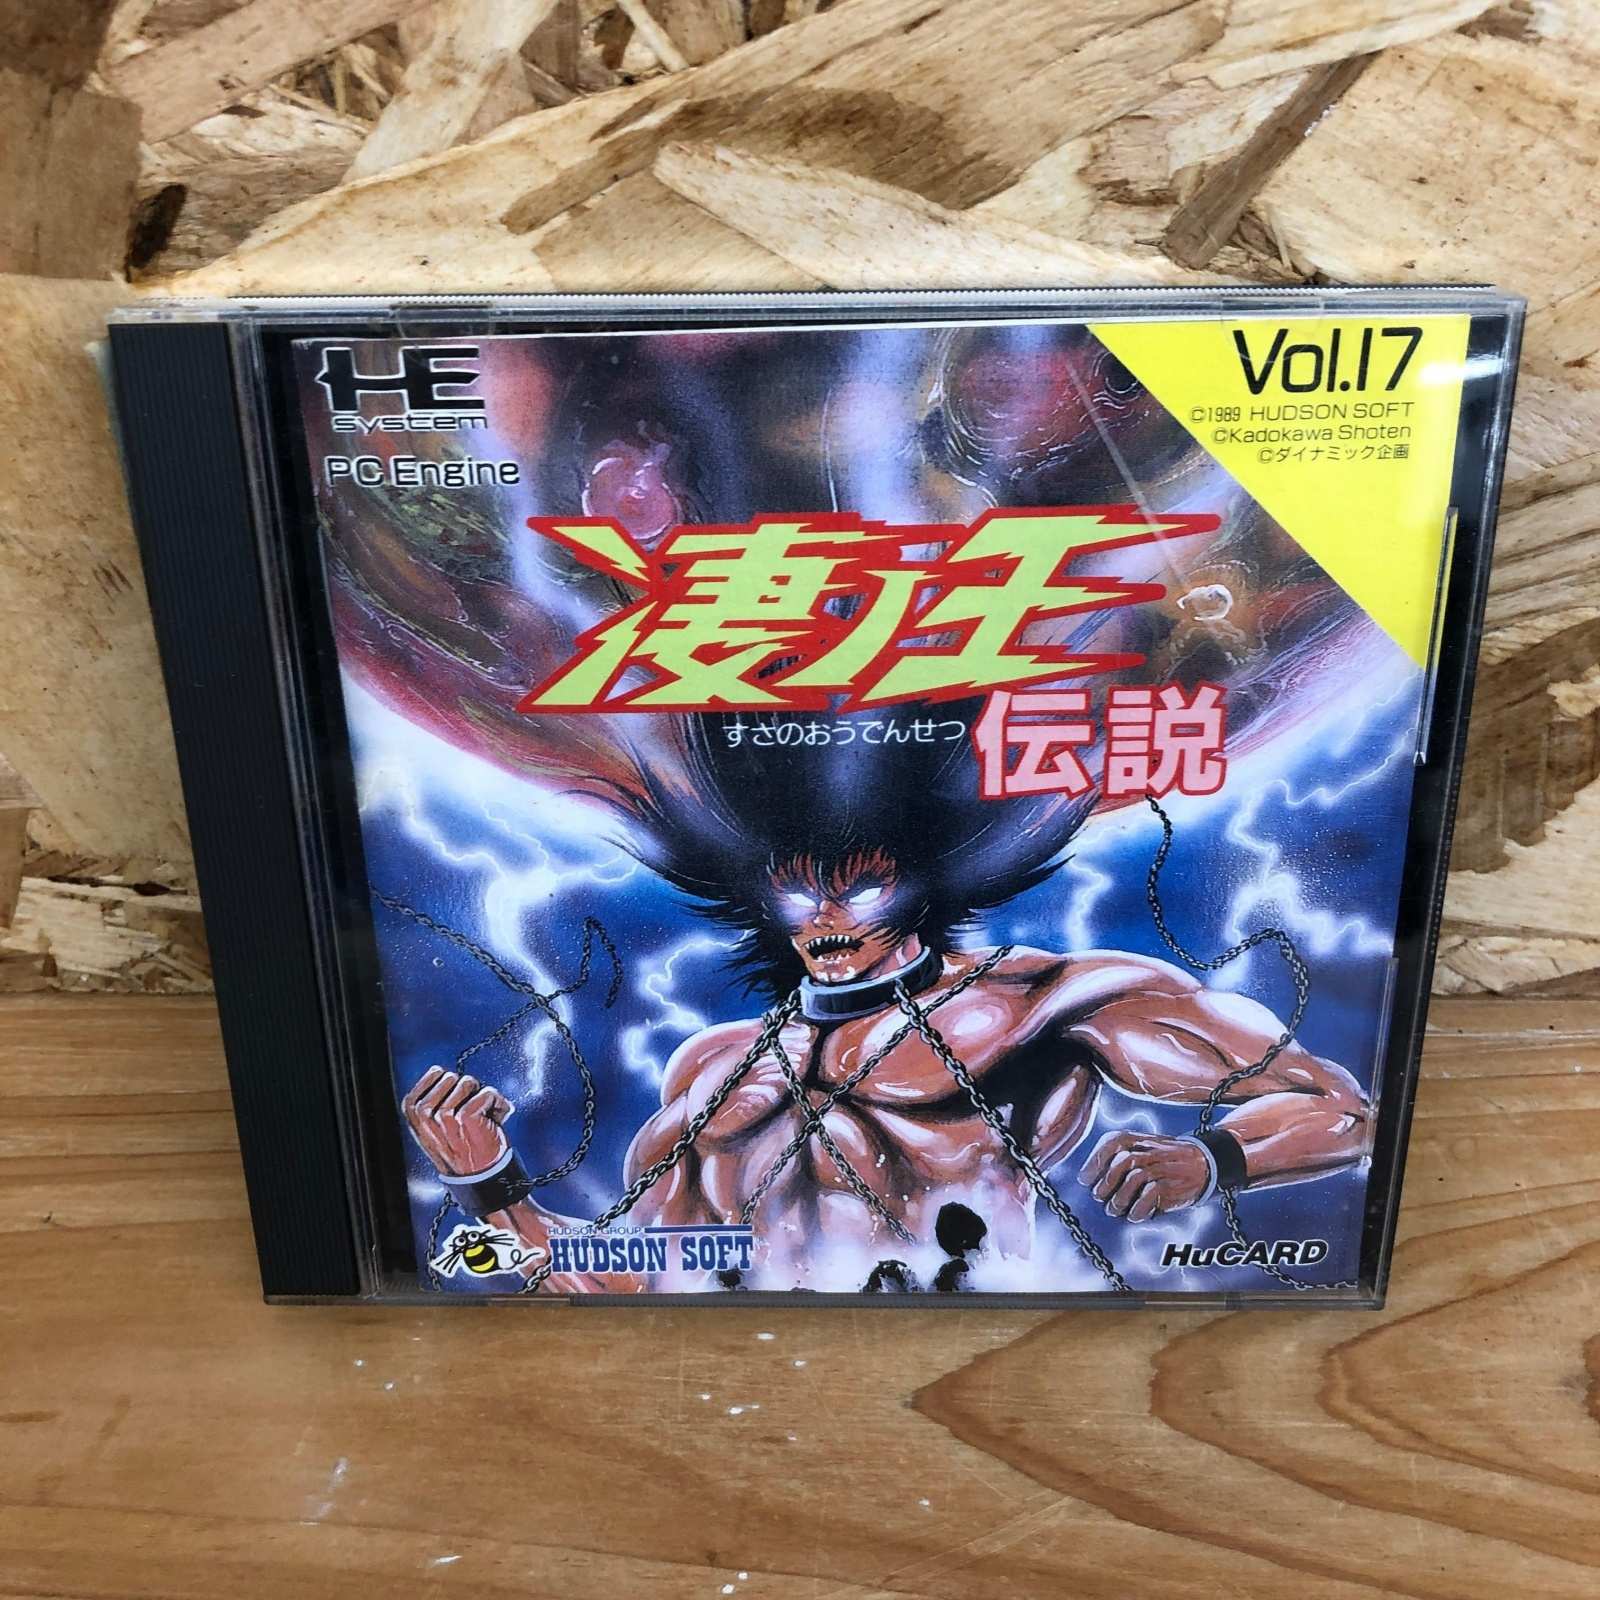 HE
system
PC Engine
Vol.17
©1989 HUDSON SOFT
©Kadokawa Shoten
©ダイナミック企画
凄ノ王
伝説
すさのおうでんせつ
HUDSON GROUP
HUDSON SOFT
HuCARD